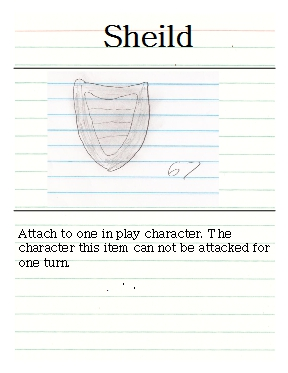 Sheild
67
Attach to one in play character. The
character this item can not be attacked for
one turn.